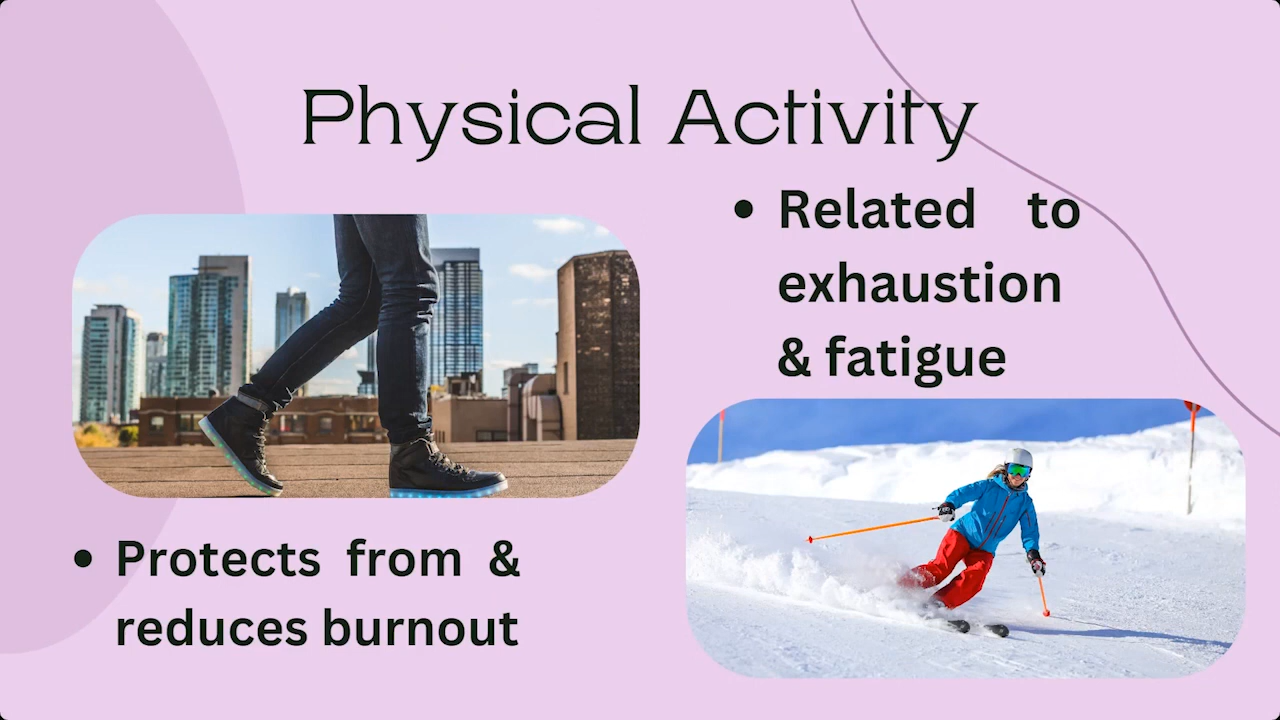 Physical Activity
• Related to
exhaustion
& fatigue
• Protects from &
reduces burnout